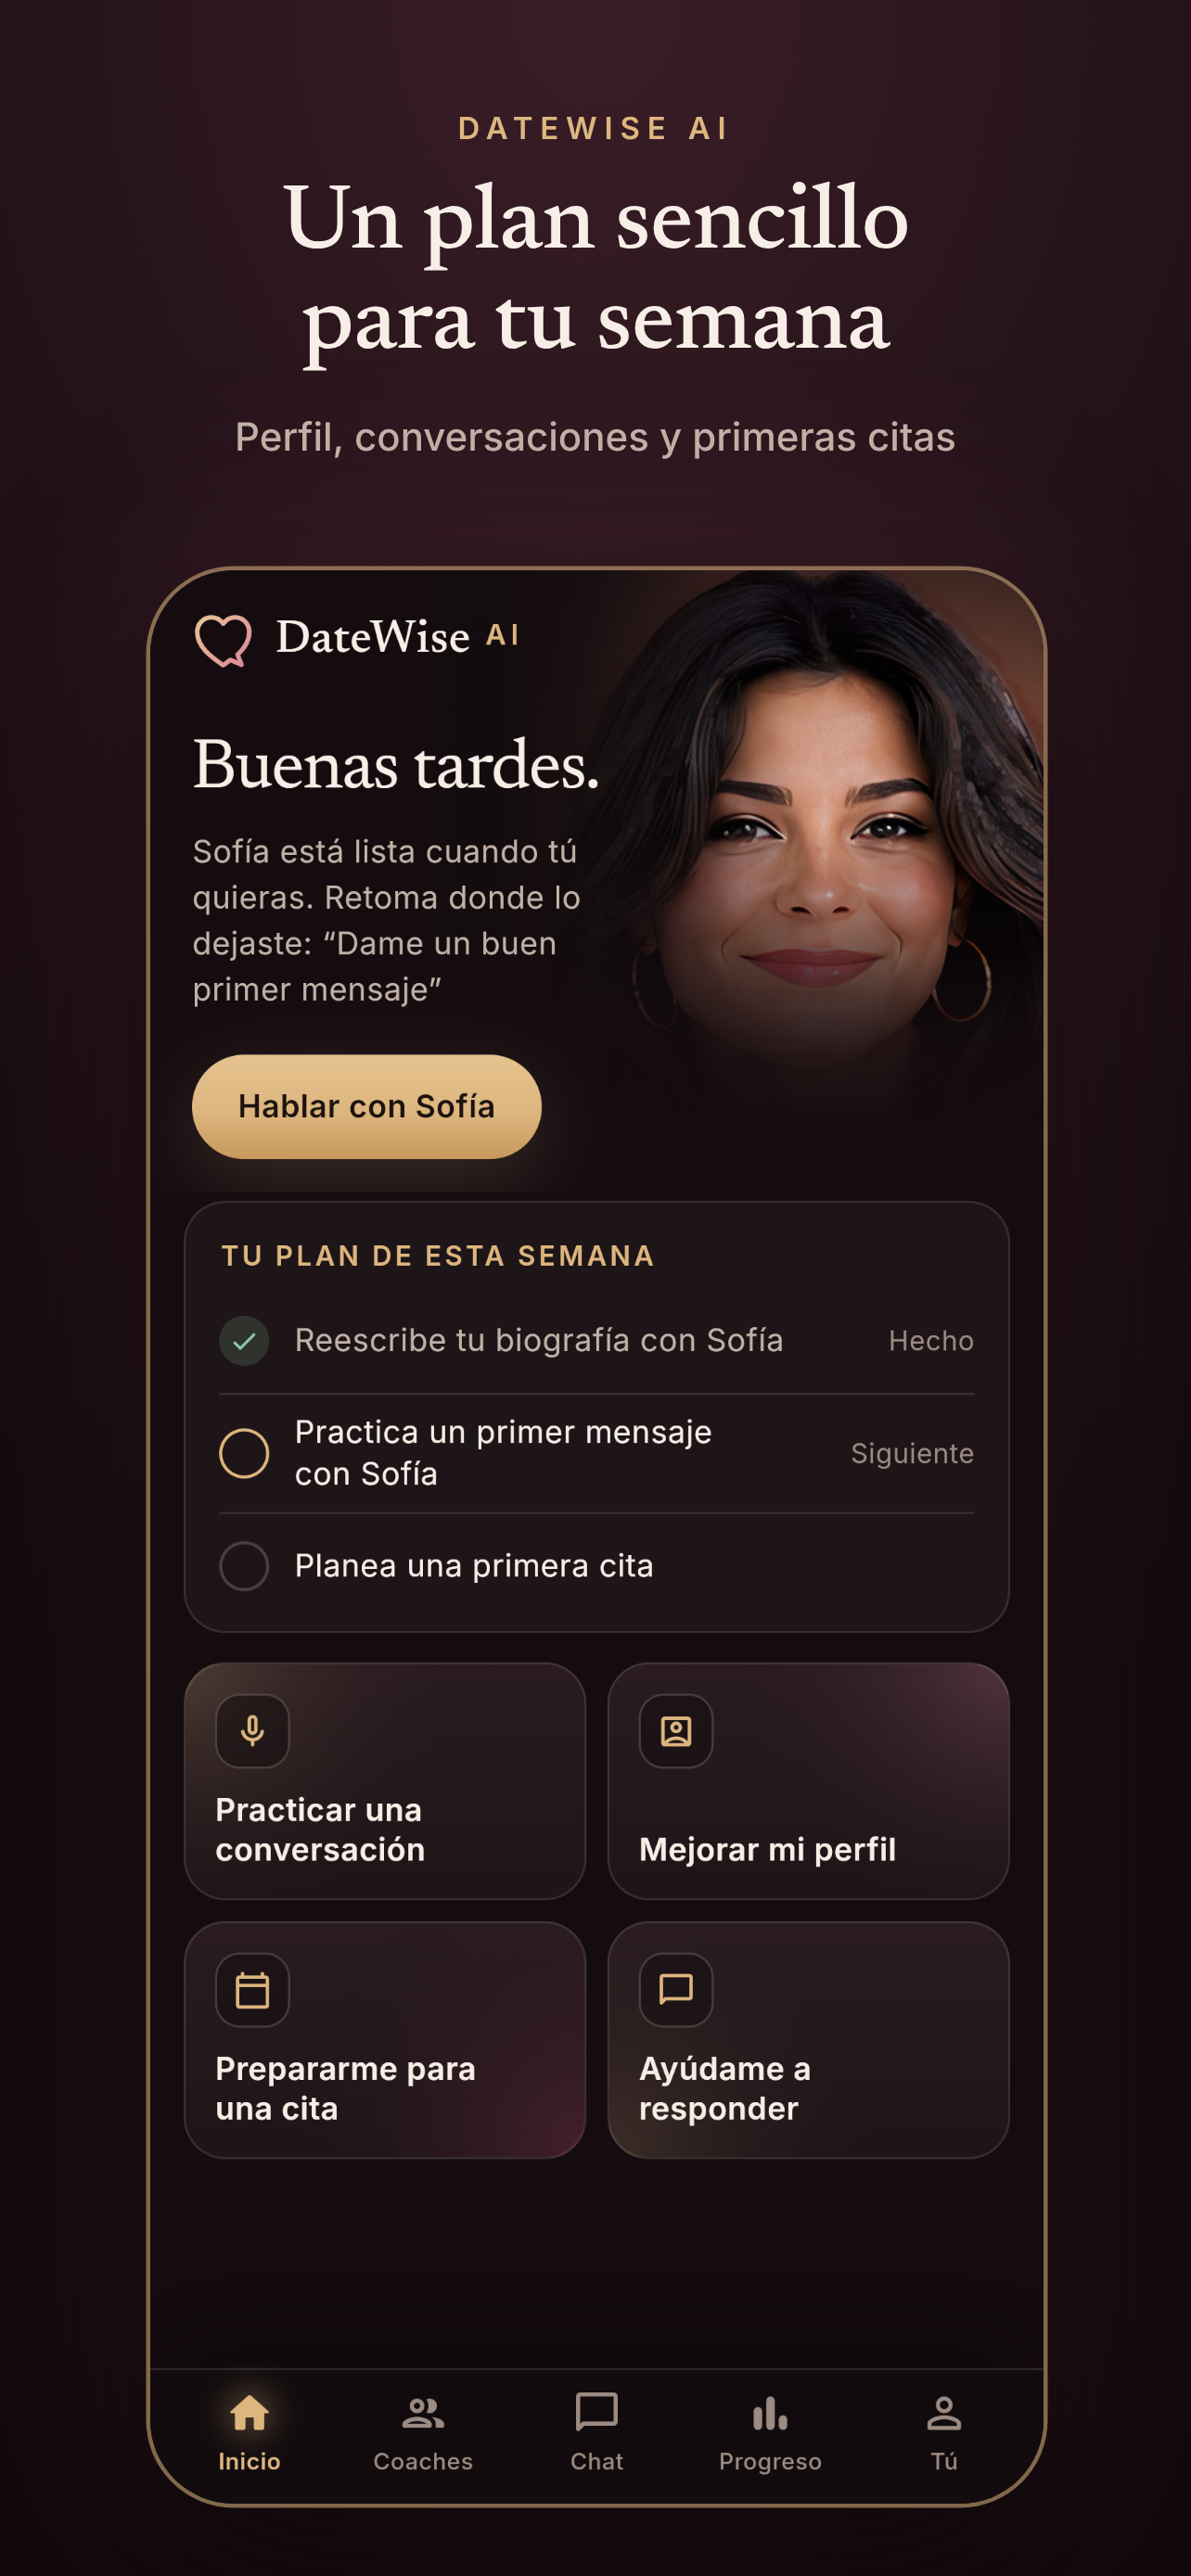 DATEWISE AI
Un plan sencillo
para tu semana
Perfil, conversaciones y primeras citas
DateWise AI
Buenas tardes.
Sofía está lista cuando tú
quieras. Retoma donde lo
dejaste: “Dame un buen
primer mensaje”
Hablar con Sofía
TU PLAN DE ESTA SEMANA
Reescribe tu biografía con Sofía Hecho
Practica un primer mensaje
con Sofía
Siguiente
Planea una primera cita
Practicar una
conversación
Mejorar mi perfil
Prepararme para
una cita
Ayúdame a
responder
Inicio Coaches Chat Progreso Tú